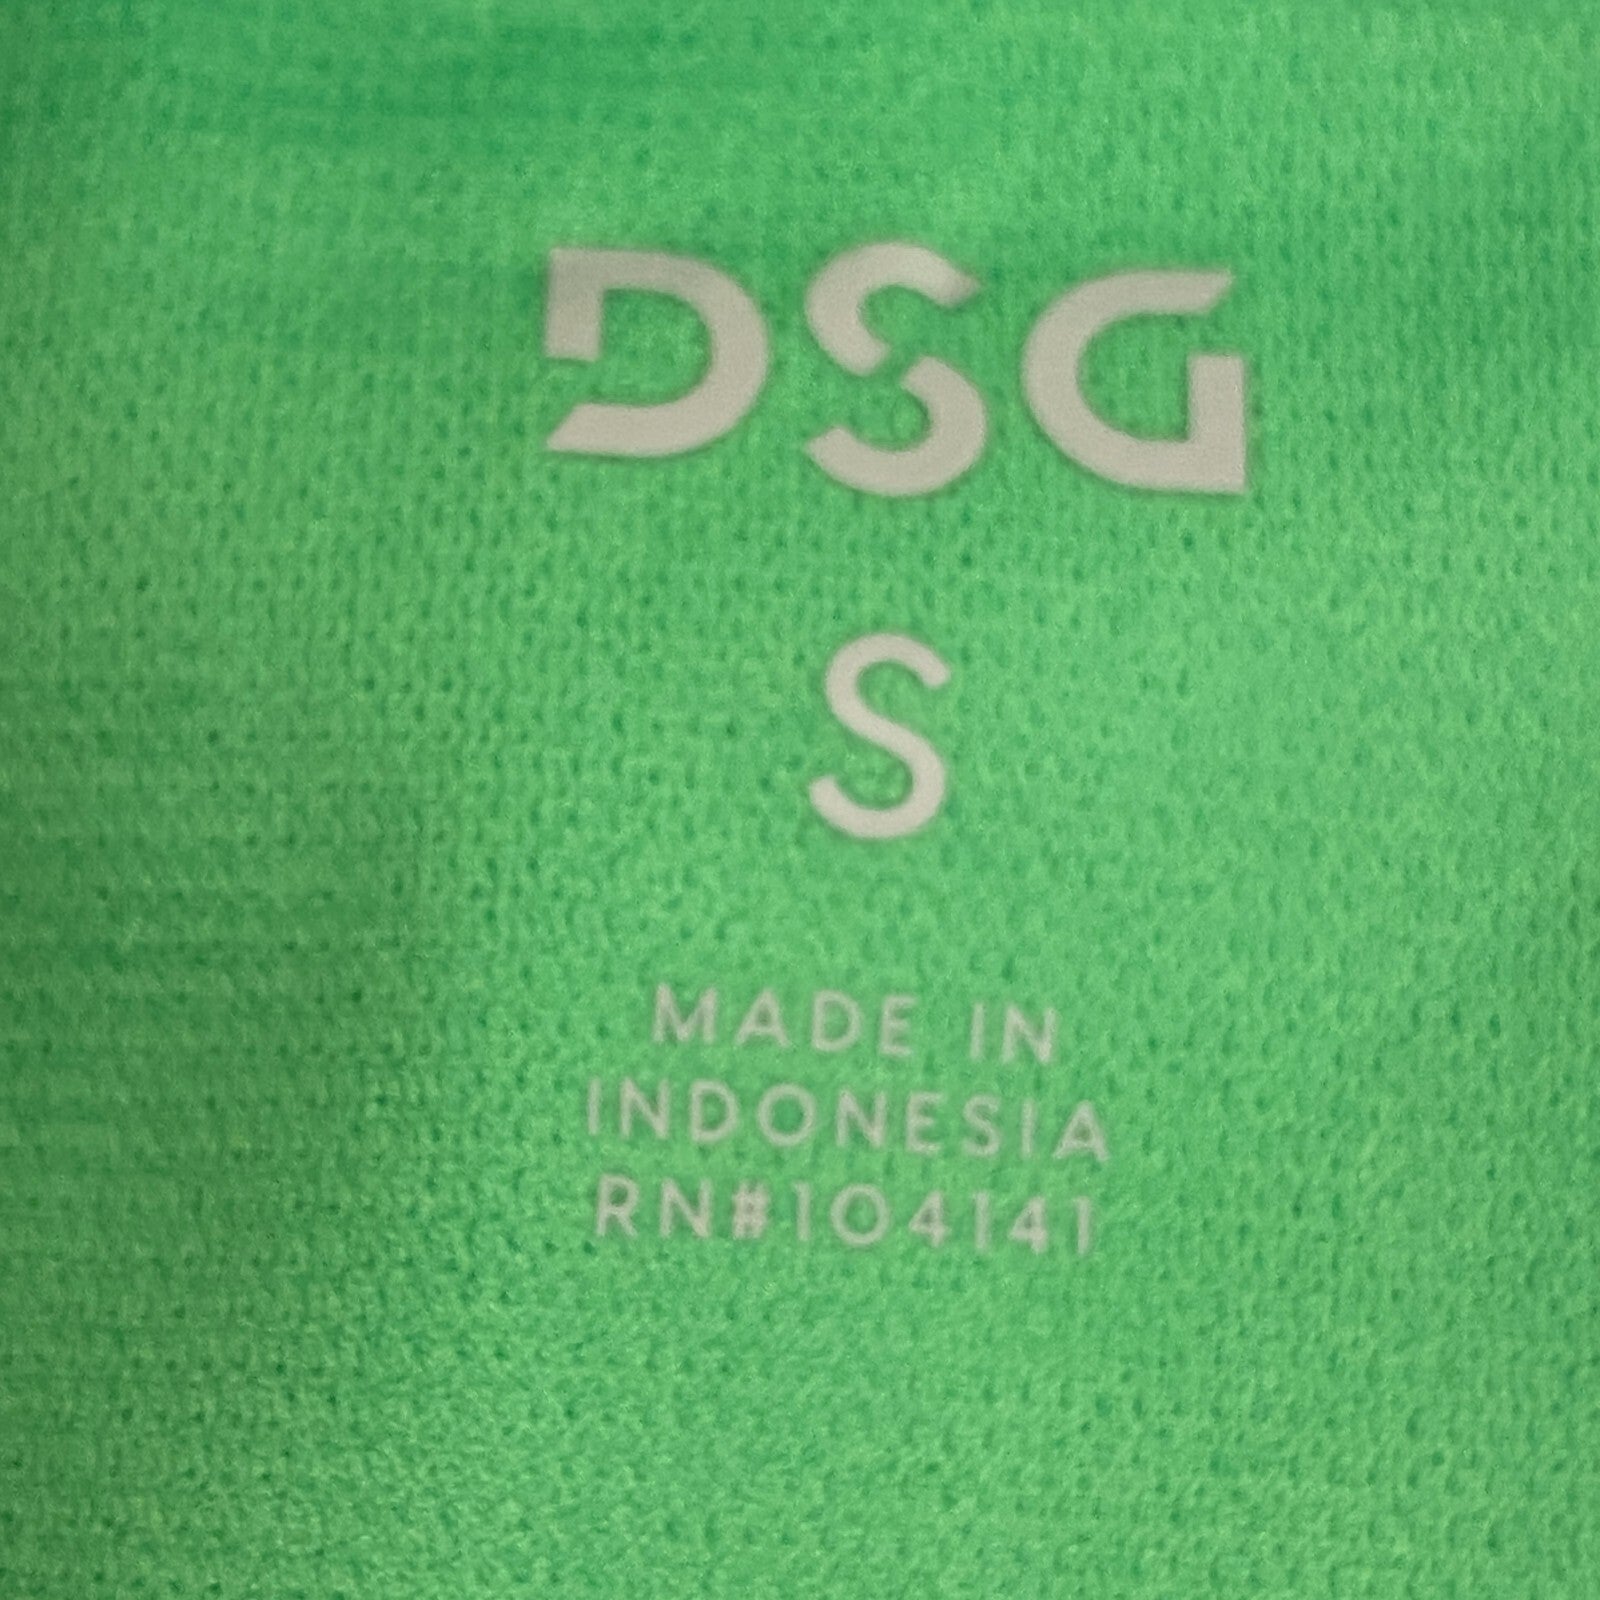 DSG
S
MADE IN
INDONESIA
RN#104141